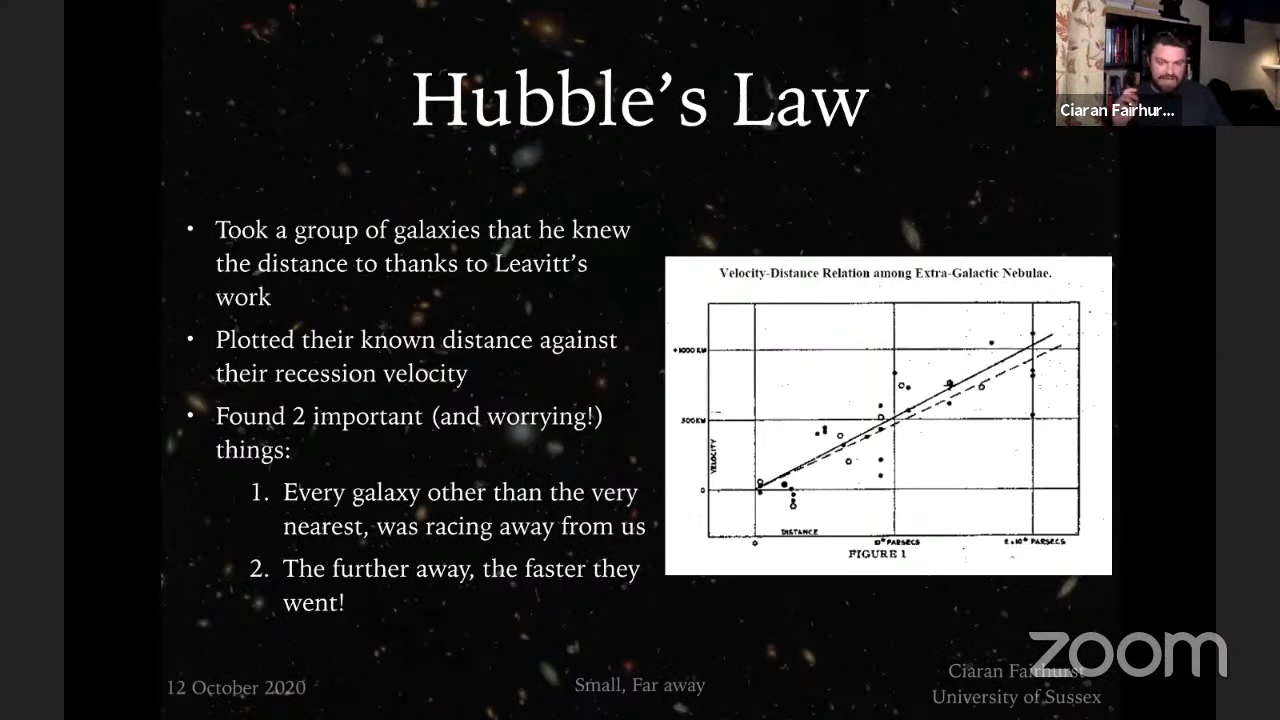 Hubble's Law
Ciaran Fairhur...
• Took a group of galaxies that he knew
the distance to thanks to Leavitt's
work
• Plotted their known distance against
their recession velocity
• Found 2 important (and worrying!)
things:
1. Every galaxy other than the very
nearest, was racing away from us
2. The further away, the faster they
went!
Velocity-Distance Relation among Extra-Galactic Nebulae.
+1000 KM
500 KM
VELOCITY
0
DISTANCE
0
PARSECS
PARSECS
FIGURE 1
zoom
12 October 2020
Small, Far away
Ciaran Fairhurst
University of Sussex